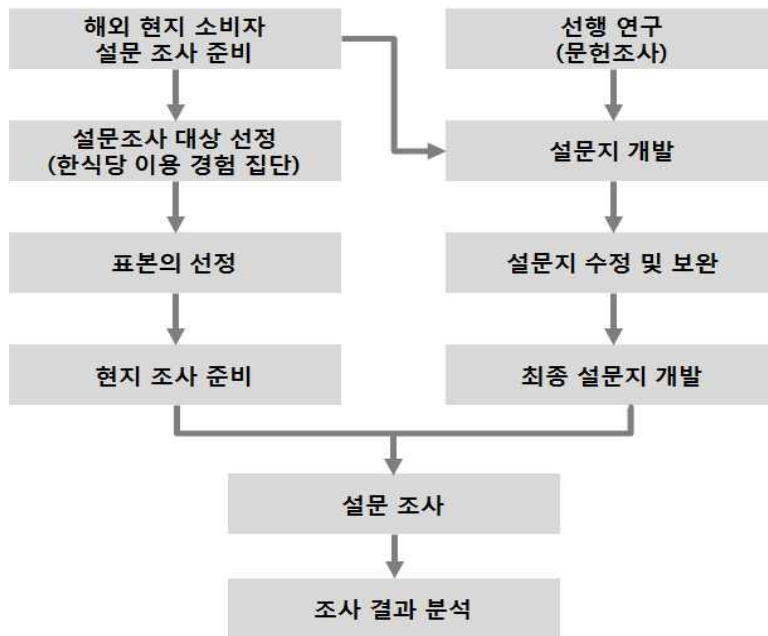 해외 현지 소비자
설문 조사 준비
선행 연구
(문헌조사)
설문조사 대상 선정
(한식당 이용 경험 집단)
설문지 개발
표본의 선정
설문지 수정 및 보완
현지 조사 준비
최종 설문지 개발
설문 조사
조사 결과 분석